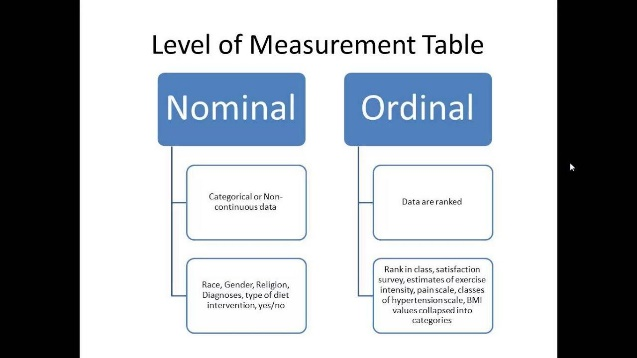 Level of Measurement Table
Nominal
Ordinal
Categorical or Non-
continuous data
Data are ranked
Race, Gender, Religion,
Diagnoses, type of diet
intervention, yes/no
Rank in class, satisfaction
survey, estimates of exercise
intensity, pain scale, classes
of hypertension scale, BMI
values collapsed into
categories